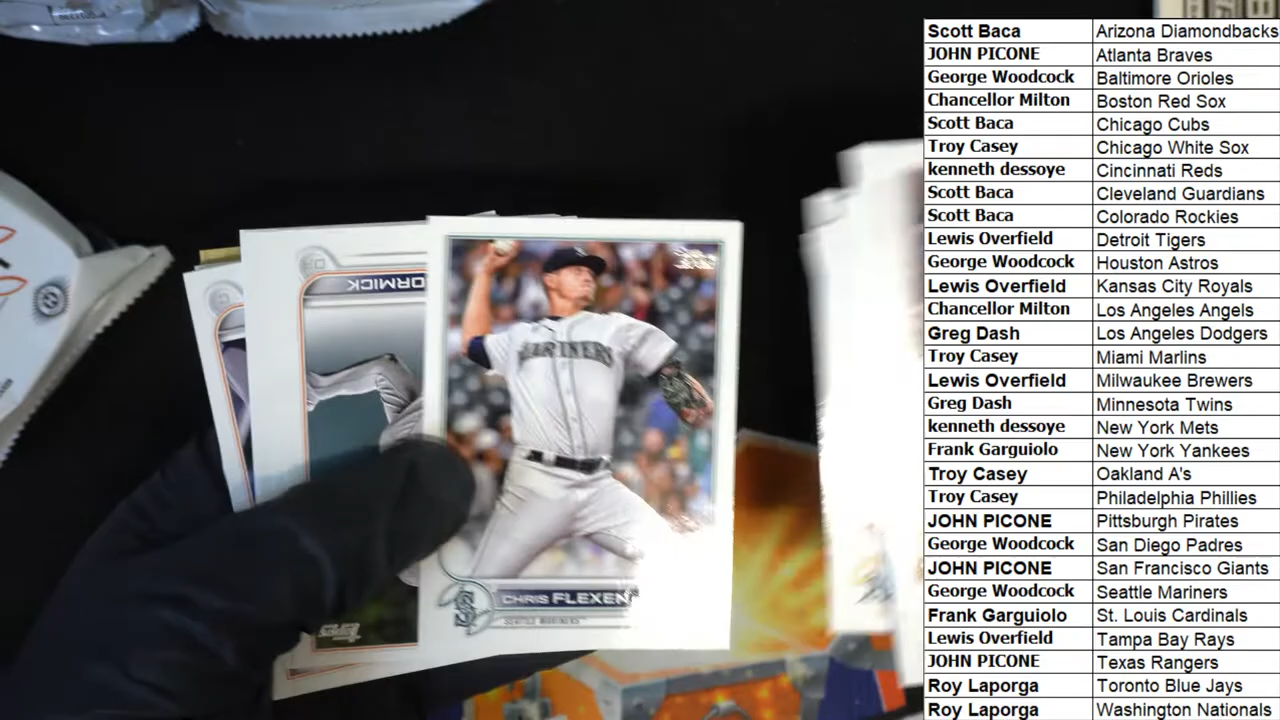 Scott Baca Arizona Diamondbacks
JOHN PICONE Atlanta Braves
George Woodcock Baltimore Orioles
Chancellor Milton Boston Red Sox
Scott Baca Chicago Cubs
Troy Casey Chicago White Sox
kenneth dessoye Cincinnati Reds
Scott Baca Cleveland Guardians
Scott Baca Colorado Rockies
Lewis Overfield Detroit Tigers
George Woodcock Houston Astros
Lewis Overfield Kansas City Royals
Chancellor Milton Los Angeles Angels
Greg Dash Los Angeles Dodgers
Troy Casey Miami Marlins
Lewis Overfield Milwaukee Brewers
Greg Dash Minnesota Twins
kenneth dessoye New York Mets
Frank Garguiolo New York Yankees
Troy Casey Oakland A's
Troy Casey Philadelphia Phillies
JOHN PICONE Pittsburgh Pirates
George Woodcock San Diego Padres
JOHN PICONE San Francisco Giants
George Woodcock Seattle Mariners
Frank Garguiolo St. Louis Cardinals
Lewis Overfield Tampa Bay Rays
JOHN PICONE Texas Rangers
Roy Laporga Toronto Blue Jays
Roy Laporga Washington Nationals
ORMICK
MARINERS
CHRIS FLEXEN
SEATTLE MARINERS